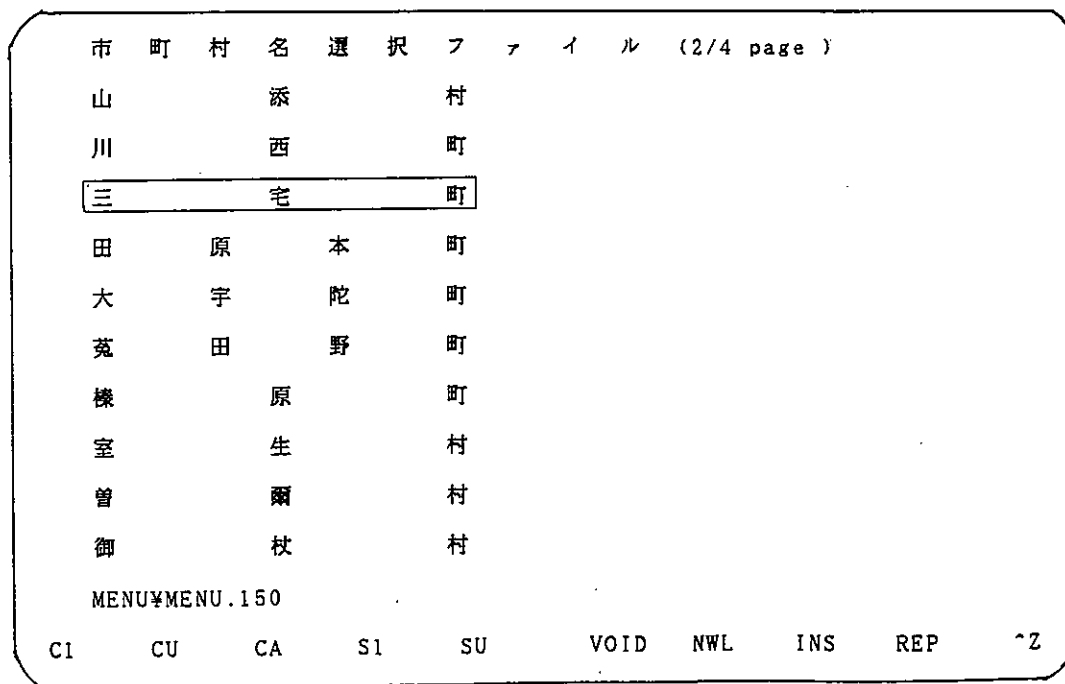 市町村名選択ファイル (2/4 page )
山添村
川西町
三宅町
田原本町
大宇陀町
菟田野町
榛原町
室生村
曽爾村
御杖村
MENU¥MENU.150
C1 CU CA S1 SU VOID NWL INS REP ^Z